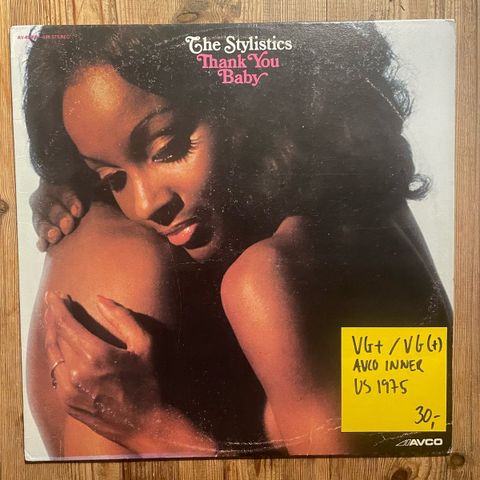 The Stylistics
Thank You
Baby
VG+ / VG(+)
AVCO INNER
US 1975
30,-
AVCO